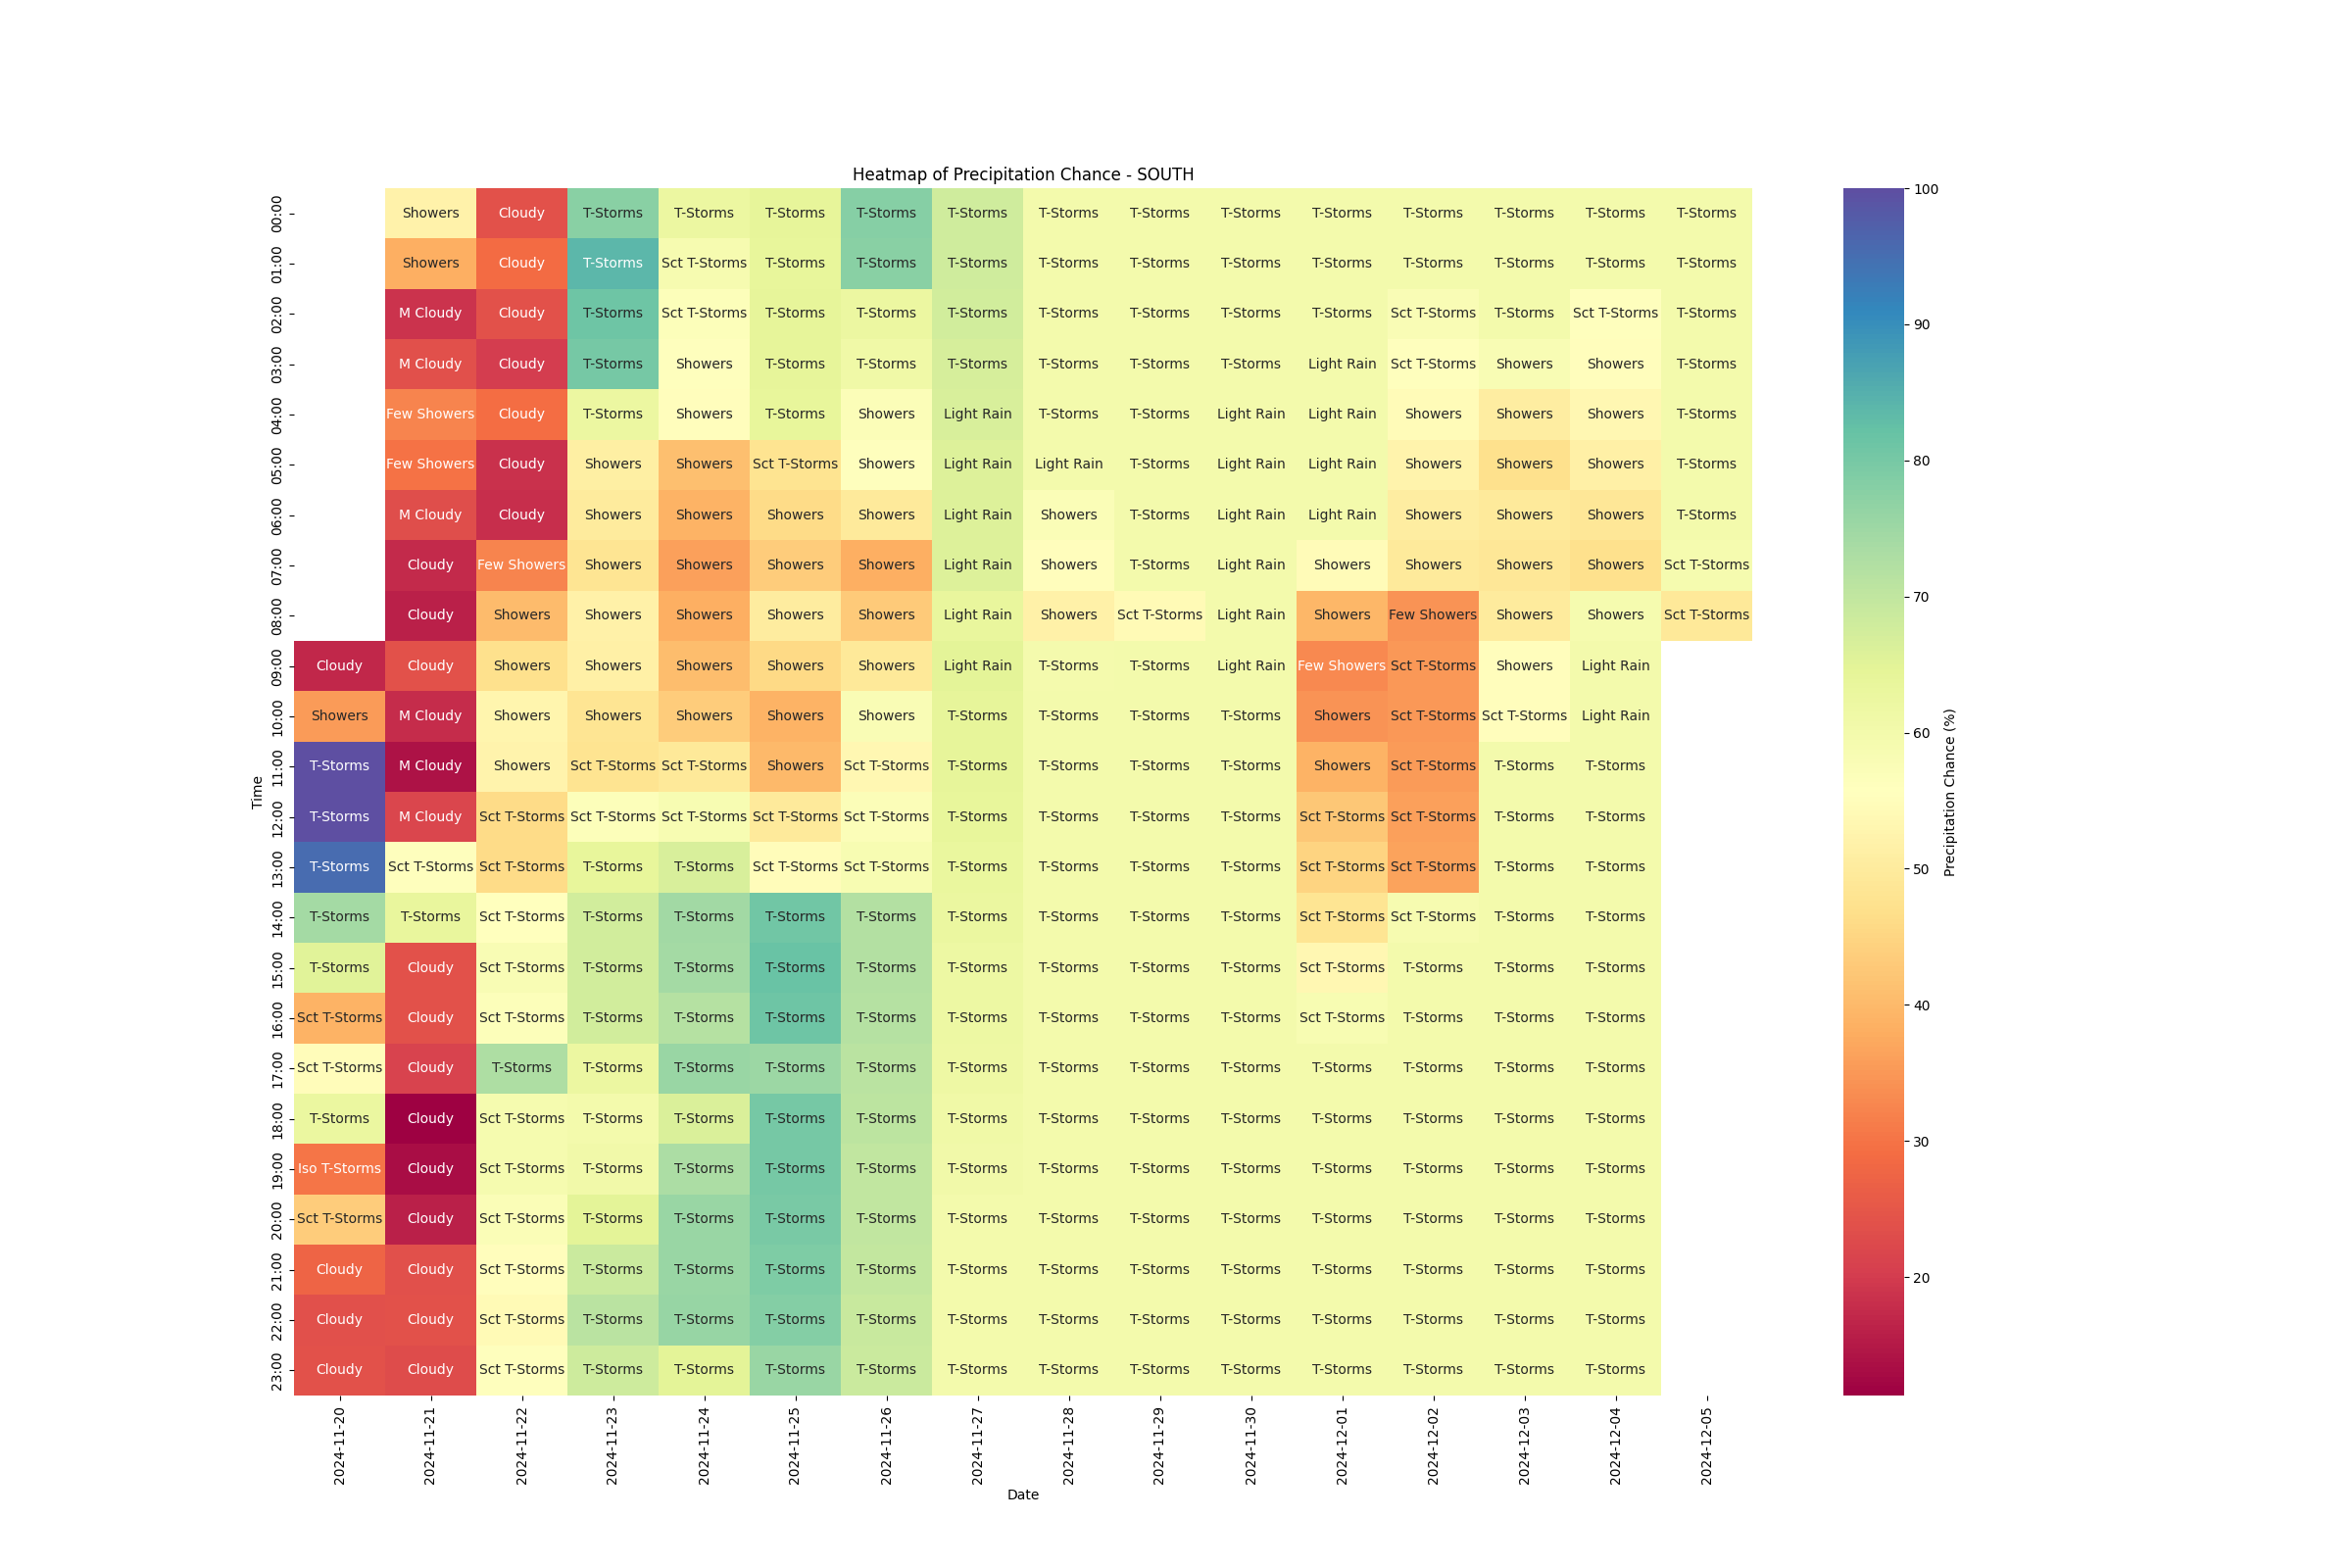 Heatmap of Precipitation Chance - SOUTH
00:00 Showers Cloudy T-Storms T-Storms T-Storms T-Storms T-Storms T-Storms T-Storms T-Storms T-Storms T-Storms T-Storms T-Storms T-Storms
01:00 Showers Cloudy T-Storms Sct T-Storms T-Storms T-Storms T-Storms T-Storms T-Storms T-Storms T-Storms T-Storms T-Storms T-Storms T-Storms
02:00 M Cloudy Cloudy T-Storms Sct T-Storms T-Storms T-Storms T-Storms T-Storms T-Storms T-Storms T-Storms Sct T-Storms T-Storms Sct T-Storms T-Storms
03:00 M Cloudy Cloudy T-Storms Showers T-Storms T-Storms T-Storms T-Storms T-Storms T-Storms Light Rain Sct T-Storms Showers Showers T-Storms
04:00 Few Showers Cloudy T-Storms Showers T-Storms Showers Light Rain T-Storms T-Storms Light Rain Light Rain Showers Showers Showers T-Storms
05:00 Few Showers Cloudy Showers Showers Sct T-Storms Showers Light Rain Light Rain T-Storms Light Rain Light Rain Showers Showers Showers T-Storms
06:00 M Cloudy Cloudy Showers Showers Showers Showers Light Rain Showers T-Storms Light Rain Light Rain Showers Showers Showers T-Storms
07:00 Cloudy Few Showers Showers Showers Showers Showers Light Rain Showers T-Storms Light Rain Showers Showers Showers Showers Sct T-Storms
08:00 Cloudy Showers Showers Showers Showers Showers Light Rain Showers Sct T-Storms Light Rain Showers Few Showers Showers Showers Sct T-Storms
09:00 Cloudy Cloudy Showers Showers Showers Showers Showers Light Rain T-Storms T-Storms Light Rain Few Showers Sct T-Storms Showers Light Rain
10:00 Showers M Cloudy Showers Showers Showers Showers Showers T-Storms T-Storms T-Storms T-Storms Showers Sct T-Storms Sct T-Storms Light Rain
11:00 T-Storms M Cloudy Showers Sct T-Storms Sct T-Storms Showers Sct T-Storms T-Storms T-Storms T-Storms T-Storms Showers Sct T-Storms T-Storms T-Storms
12:00 T-Storms M Cloudy Sct T-Storms Sct T-Storms Sct T-Storms Sct T-Storms Sct T-Storms T-Storms T-Storms T-Storms T-Storms Sct T-Storms Sct T-Storms T-Storms T-Storms
13:00 T-Storms Sct T-Storms Sct T-Storms T-Storms T-Storms Sct T-Storms Sct T-Storms T-Storms T-Storms T-Storms T-Storms Sct T-Storms Sct T-Storms T-Storms T-Storms
14:00 T-Storms T-Storms Sct T-Storms T-Storms T-Storms T-Storms T-Storms T-Storms T-Storms T-Storms T-Storms Sct T-Storms Sct T-Storms T-Storms T-Storms
15:00 T-Storms Cloudy Sct T-Storms T-Storms T-Storms T-Storms T-Storms T-Storms T-Storms T-Storms T-Storms Sct T-Storms T-Storms T-Storms T-Storms
16:00 Sct T-Storms Cloudy Sct T-Storms T-Storms T-Storms T-Storms T-Storms T-Storms T-Storms T-Storms T-Storms Sct T-Storms T-Storms T-Storms T-Storms
17:00 Sct T-Storms Cloudy T-Storms T-Storms T-Storms T-Storms T-Storms T-Storms T-Storms T-Storms T-Storms T-Storms T-Storms T-Storms T-Storms
18:00 T-Storms Cloudy Sct T-Storms T-Storms T-Storms T-Storms T-Storms T-Storms T-Storms T-Storms T-Storms T-Storms T-Storms T-Storms T-Storms
19:00 Iso T-Storms Cloudy Sct T-Storms T-Storms T-Storms T-Storms T-Storms T-Storms T-Storms T-Storms T-Storms T-Storms T-Storms T-Storms T-Storms
20:00 Sct T-Storms Cloudy Sct T-Storms T-Storms T-Storms T-Storms T-Storms T-Storms T-Storms T-Storms T-Storms T-Storms T-Storms T-Storms T-Storms
21:00 Cloudy Cloudy Sct T-Storms T-Storms T-Storms T-Storms T-Storms T-Storms T-Storms T-Storms T-Storms T-Storms T-Storms T-Storms T-Storms
22:00 Cloudy Cloudy Sct T-Storms T-Storms T-Storms T-Storms T-Storms T-Storms T-Storms T-Storms T-Storms T-Storms T-Storms T-Storms T-Storms
23:00 Cloudy Cloudy Sct T-Storms T-Storms T-Storms T-Storms T-Storms T-Storms T-Storms T-Storms T-Storms T-Storms T-Storms T-Storms T-Storms
Time
2024-11-20 2024-11-21 2024-11-22 2024-11-23 2024-11-24 2024-11-25 2024-11-26 2024-11-27 2024-11-28 2024-11-29 2024-11-30 2024-12-01 2024-12-02 2024-12-03 2024-12-04 2024-12-05
Date
100
90
80
70
60
50
40
30
20
Precipitation Chance (%)